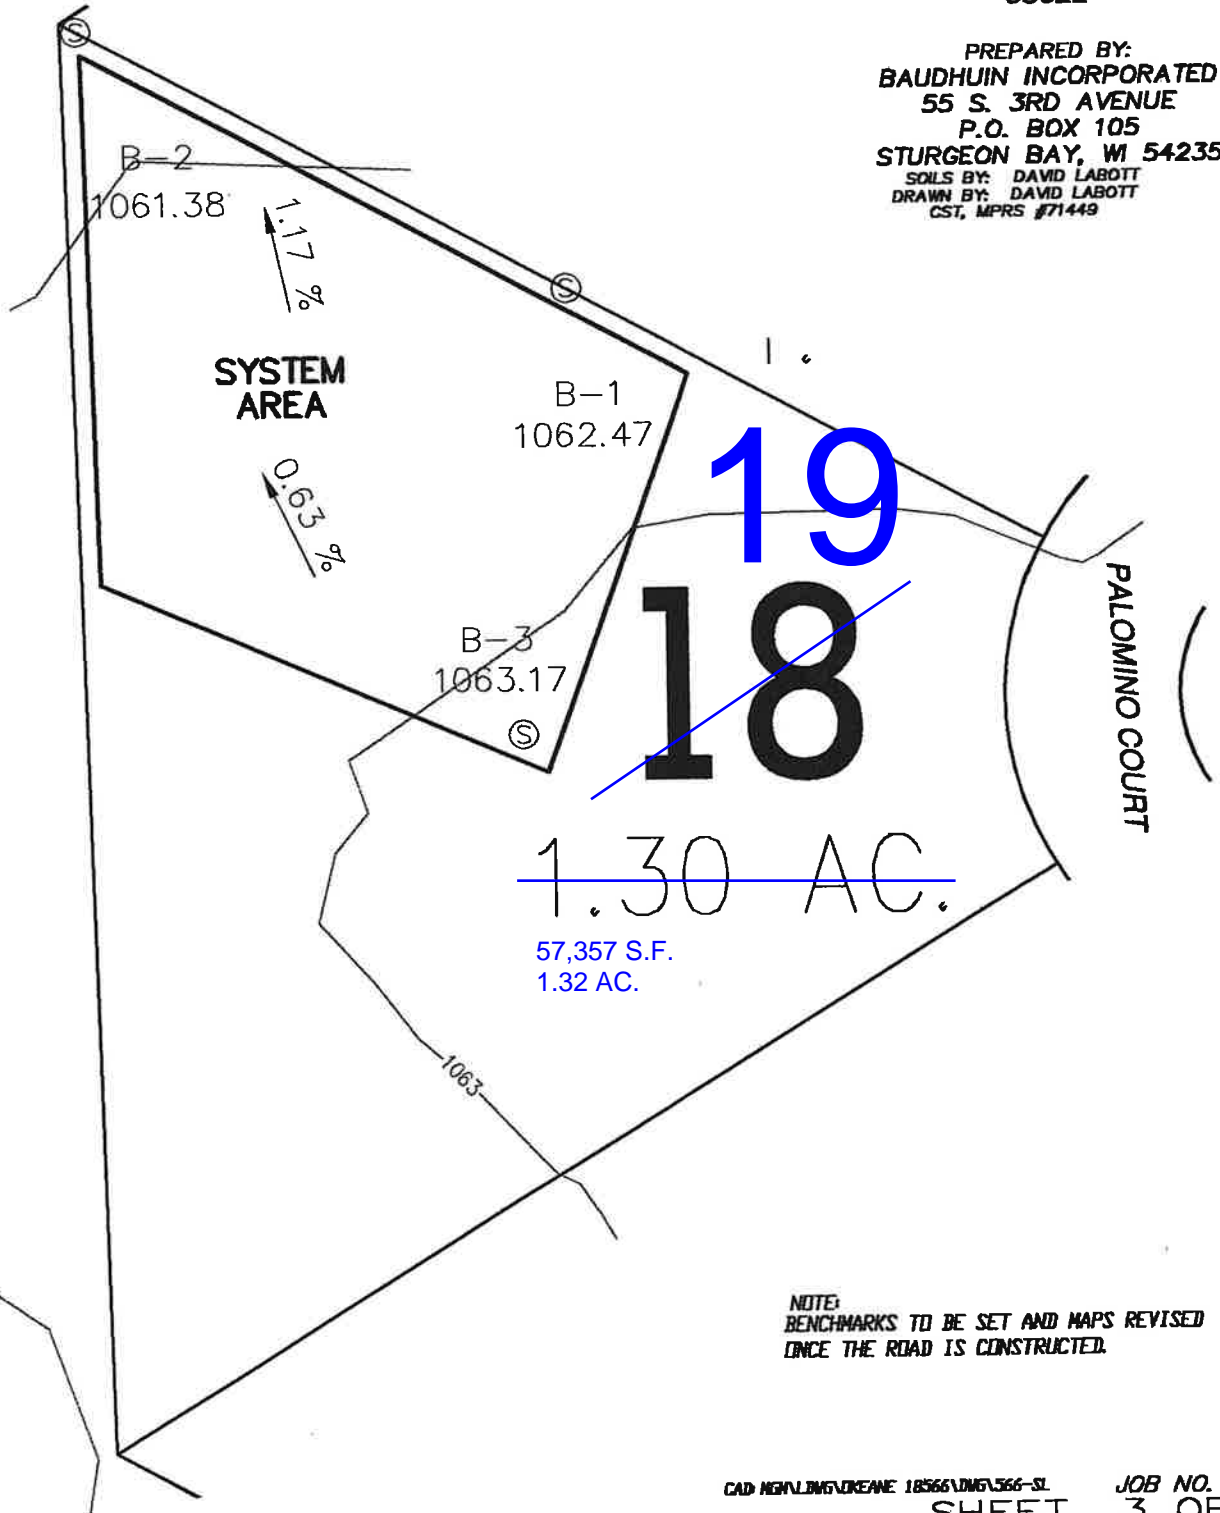 PREPARED BY:
BAUDHUIN INCORPORATED
55 S. 3RD AVENUE
P.O. BOX 105
STURGEON BAY, WI 54235
SOILS BY: DAVID LABOTT
DRAWN BY: DAVID LABOTT
CST, MPRS #71449
S
B-2
1061.38
1.17 %
S
SYSTEM
AREA
B-1
1062.47
0.63 %
19
18
B-3
1063.17
S
PALOMINO COURT
1.30 AC.
57,357 S.F.
1.32 AC.
1063
NOTE:
BENCHMARKS TO BE SET AND MAPS REVISED
ONCE THE ROAD IS CONSTRUCTED.
JOB NO.
SHEET 3 OF